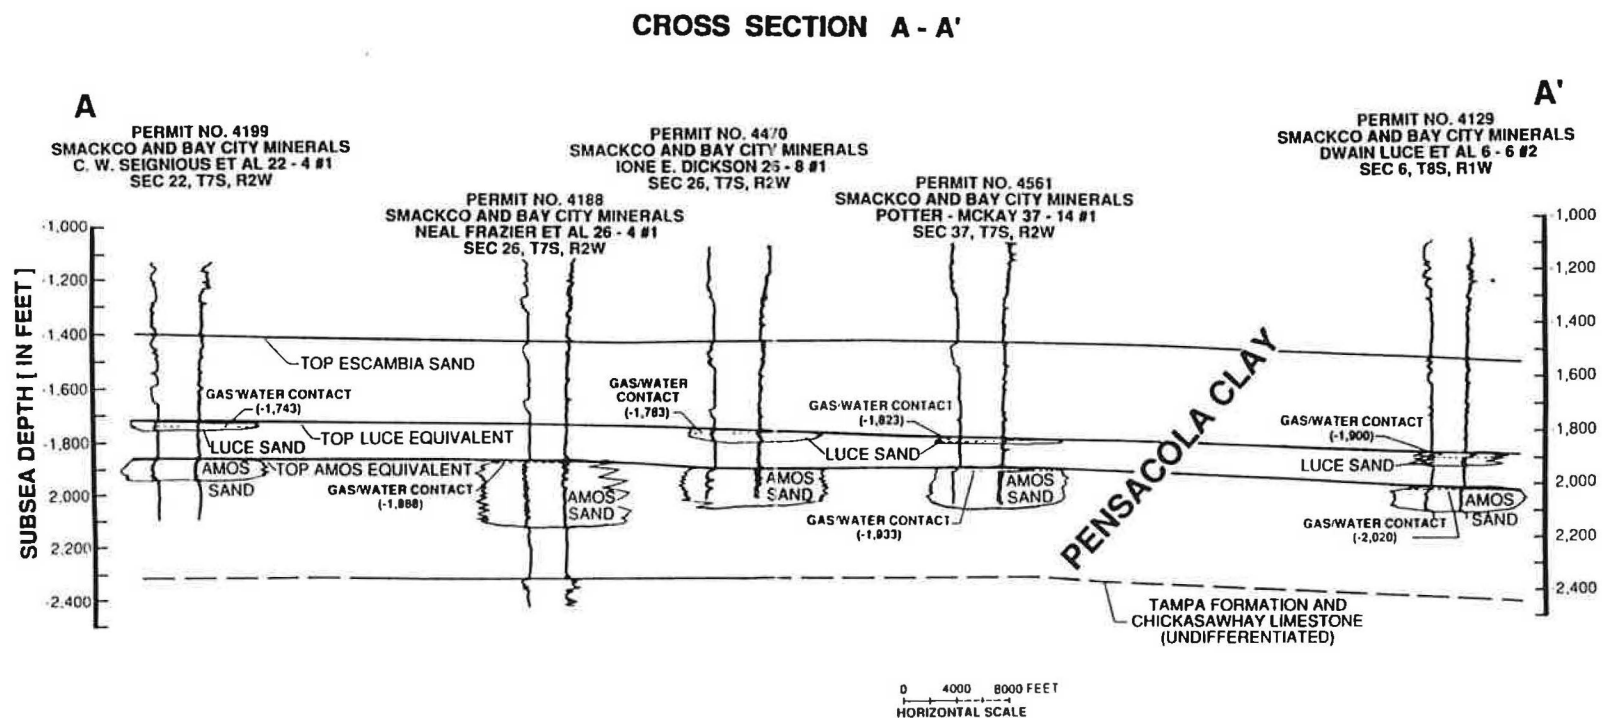 CROSS SECTION A - A'
A
A'
PERMIT NO. 4199
SMACKCO AND BAY CITY MINERALS
C. W. SEIGNIOUS ET AL 22 - 4 #1
SEC 22, T7S, R2W
PERMIT NO. 4188
SMACKCO AND BAY CITY MINERALS
NEAL FRAZIER ET AL 26 - 4 #1
SEC 26, T7S, R2W
PERMIT NO. 4470
SMACKCO AND BAY CITY MINERALS
IONE E. DICKSON 26 - 8 #1
SEC 26, T7S, R2W
PERMIT NO. 4561
SMACKCO AND BAY CITY MINERALS
POTTER - MCKAY 37 - 14 #1
SEC 37, T7S, R2W
PERMIT NO. 4129
SMACKCO AND BAY CITY MINERALS
DWAIN LUCE ET AL 6 - 6 #2
SEC 6, T8S, R1W
SUBSEA DEPTH [ IN FEET ]
-1,000
-1,200
-1,400
-1,600
-1,800
-2,000
-2,200
-2,400
TOP ESCAMBIA SAND
GAS/WATER CONTACT
(-1,743)
LUCE SAND
TOP LUCE EQUIVALENT
AMOS
SAND
TOP AMOS EQUIVALENT
GAS/WATER CONTACT
(-1,888)
AMOS
SAND
GAS/WATER
CONTACT
(-1,783)
AMOS
SAND
GAS/WATER CONTACT
(-1,823)
LUCE SAND
AMOS
SAND
GAS/WATER CONTACT
(-1,933)
PENSACOLA CLAY
GAS/WATER CONTACT
(-1,900)
LUCE SAND
AMOS
SAND
GAS/WATER CONTACT
(-2,020)
TAMPA FORMATION AND
CHICKASAWHAY LIMESTONE
(UNDIFFERENTIATED)
-1,000
-1,200
-1,400
-1,600
-1,800
-2,000
-2,200
-2,400
0 4000 8000 FEET
HORIZONTAL SCALE